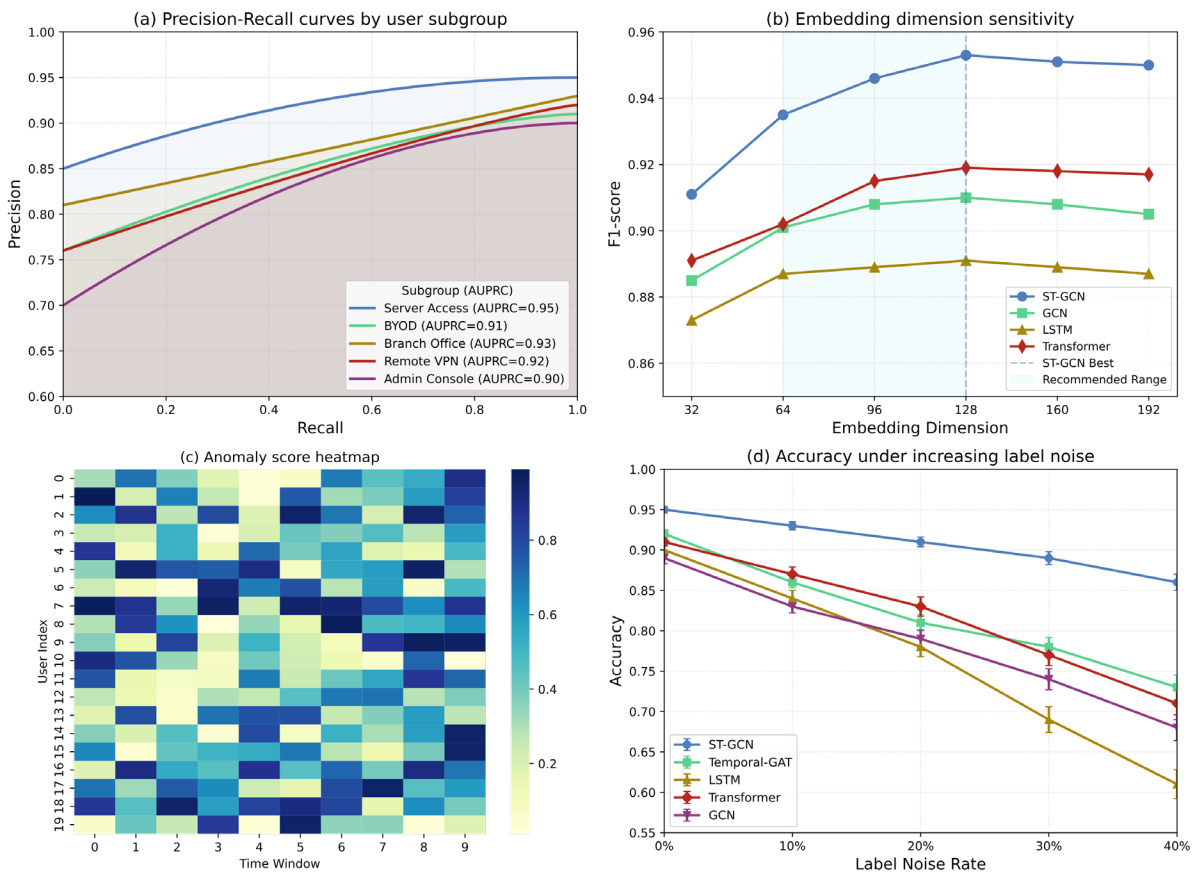 (a) Precision-Recall curves by user subgroup
1.00
0.95
0.90
0.85
0.80
0.75
0.70
0.65
0.60
Precision
0.0 0.2 0.4 0.6 0.8 1.0
Recall
Subgroup (AUPRC)
Server Access (AUPRC=0.95)
BYOD (AUPRC=0.91)
Branch Office (AUPRC=0.93)
Remote VPN (AUPRC=0.92)
Admin Console (AUPRC=0.90)
(b) Embedding dimension sensitivity
0.96
0.94
0.92
0.90
0.88
0.86
F1-score
32 64 96 128 160 192
Embedding Dimension
ST-GCN
GCN
LSTM
Transformer
ST-GCN Best
Recommended Range
(c) Anomaly score heatmap
0
1
2
3
4
5
6
7
8
9
10
11
12
13
14
15
16
17
18
19
User Index
0 1 2 3 4 5 6 7 8 9
Time Window
0.8
0.6
0.4
0.2
(d) Accuracy under increasing label noise
1.00
0.95
0.90
0.85
0.80
0.75
0.70
0.65
0.60
0.55
Accuracy
0% 10% 20% 30% 40%
Label Noise Rate
ST-GCN
Temporal-GAT
LSTM
Transformer
GCN